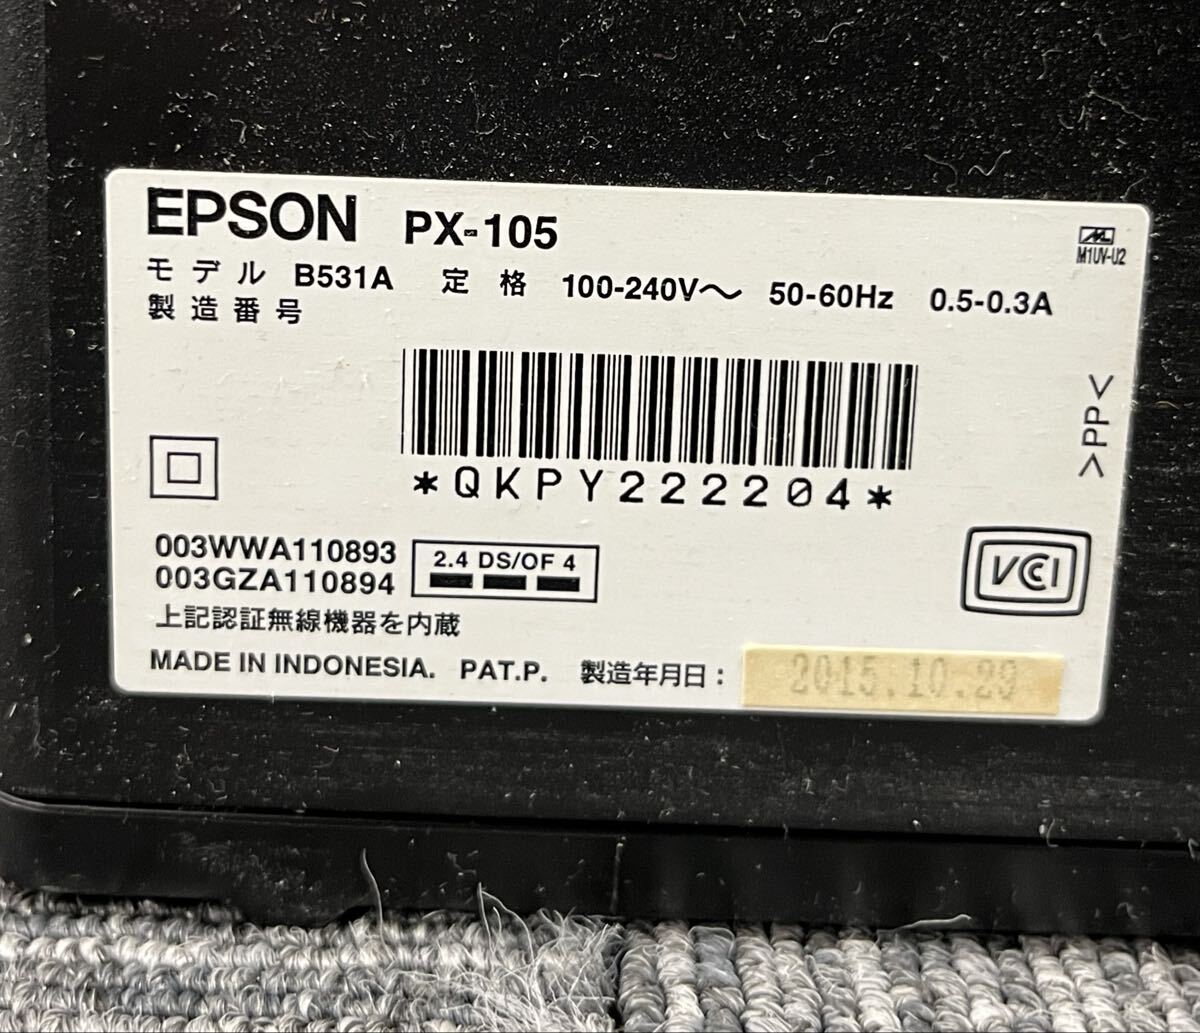 EPSON PX-105
M1UV-U2
モデル B531A 定格 100-240V～ 50-60Hz 0.5-0.3A
製造番号
*QKPY222204*
>PP<
003WWA110893
003GZA110894
2.4 DS/OF 4
VCI
上記認証無線機器を内蔵
MADE IN INDONESIA. PAT.P. 製造年月日：
2015.10.29